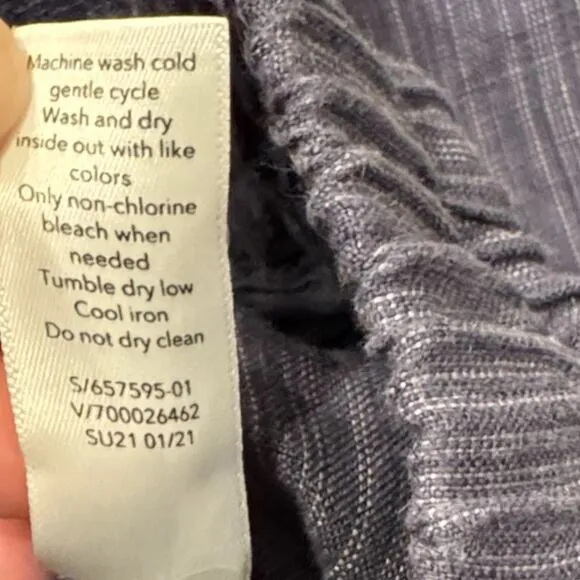 Machine wash cold
gentle cycle
Wash and dry
inside out with like
colors
Only non-chlorine
bleach when
needed
Tumble dry low
Cool iron
Do not dry clean
S/657595-01
V/700026462
SU21 01/21